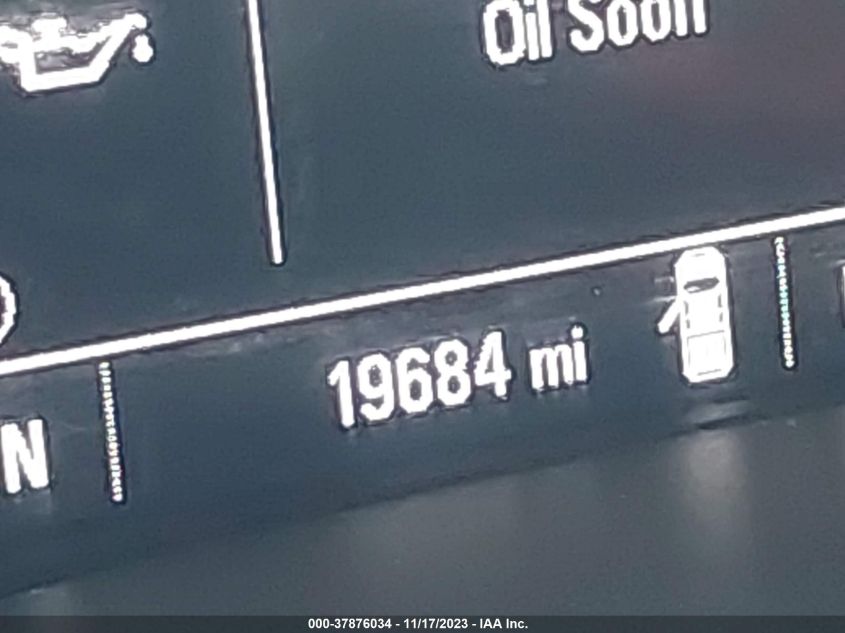 Oil Soon
19684 mi
N
000-37876034 - 11/17/2023 - IAA Inc.